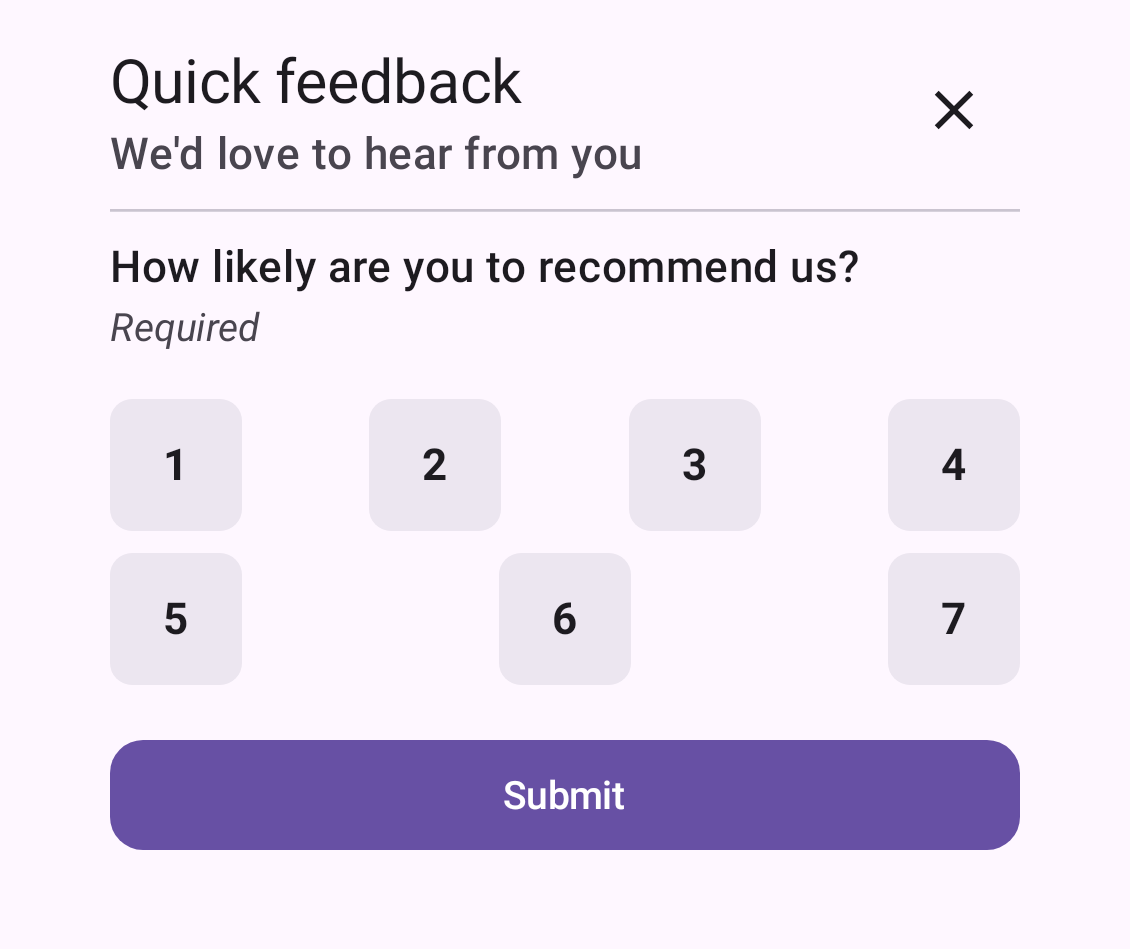 Quick feedback
We'd love to hear from you
How likely are you to recommend us?
Required
1 2 3 4
5 6 7
Submit